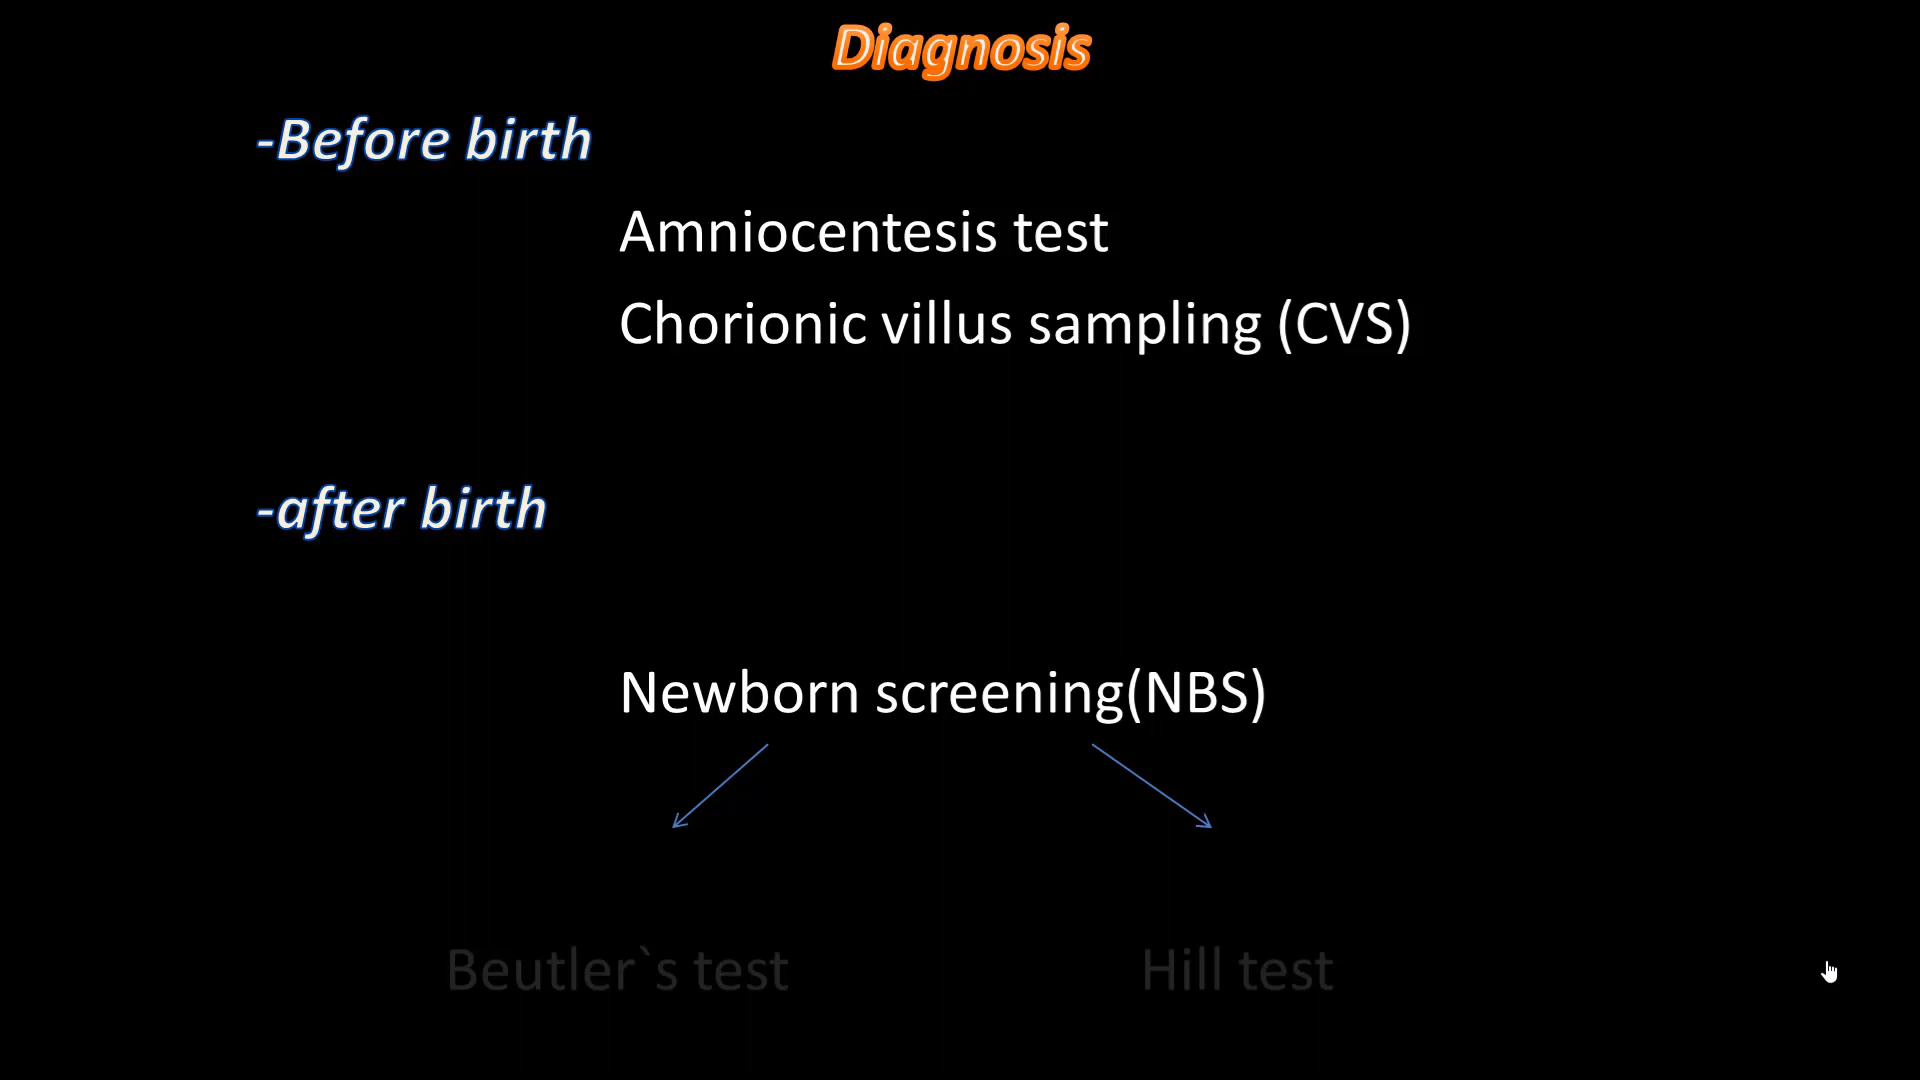 Diagnosis
-Before birth
Amniocentesis test
Chorionic villus sampling (CVS)
-after birth
Newborn screening(NBS)
Beutler`s test Hill test